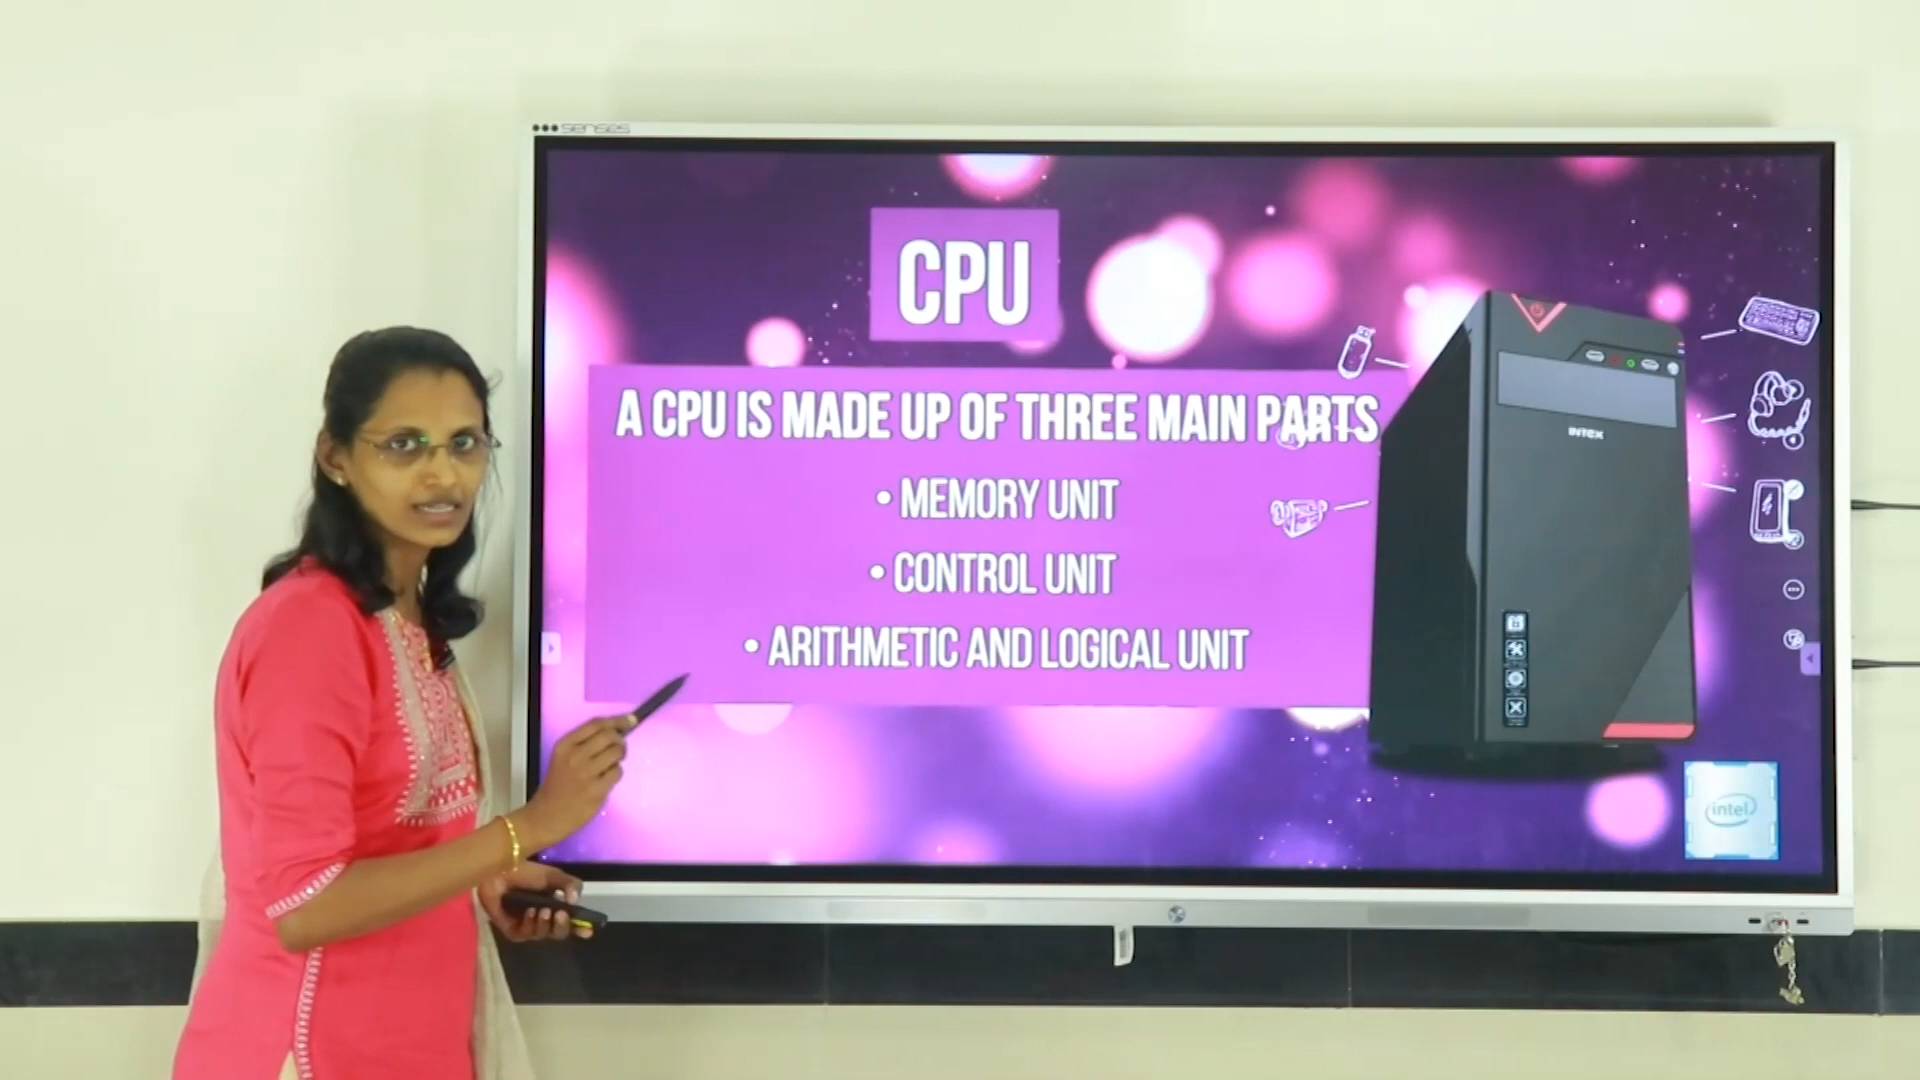 senses
CPU
A CPU IS MADE UP OF THREE MAIN PARTS
• MEMORY UNIT
• CONTROL UNIT
• ARITHMETIC AND LOGICAL UNIT
INTEX
intel